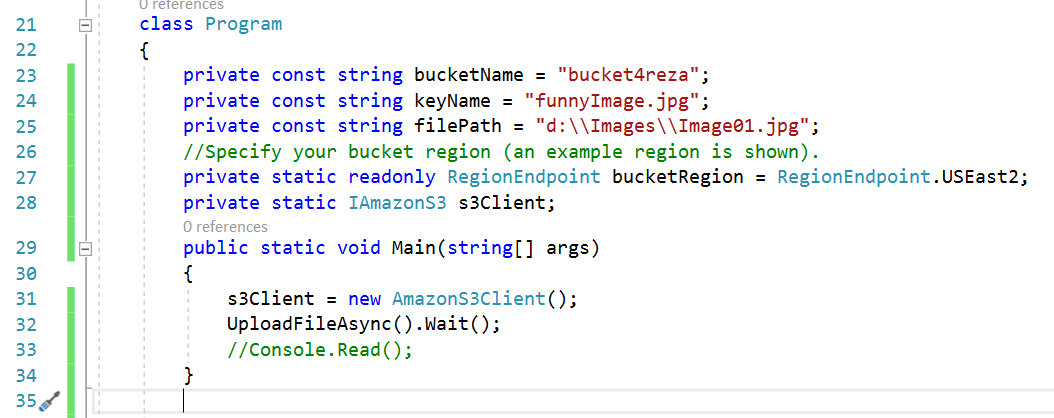 0 references
21 class Program
22 {
23 private const string bucketName = "bucket4reza";
24 private const string keyName = "funnyImage.jpg";
25 private const string filePath = "d:\\Images\\Image01.jpg";
26 //Specify your bucket region (an example region is shown).
27 private static readonly RegionEndpoint bucketRegion = RegionEndpoint.USEast2;
28 private static IAmazonS3 s3Client;
0 references
29 public static void Main(string[] args)
30 {
31 s3Client = new AmazonS3Client();
32 UploadFileAsync().Wait();
33 //Console.Read();
34 }
35